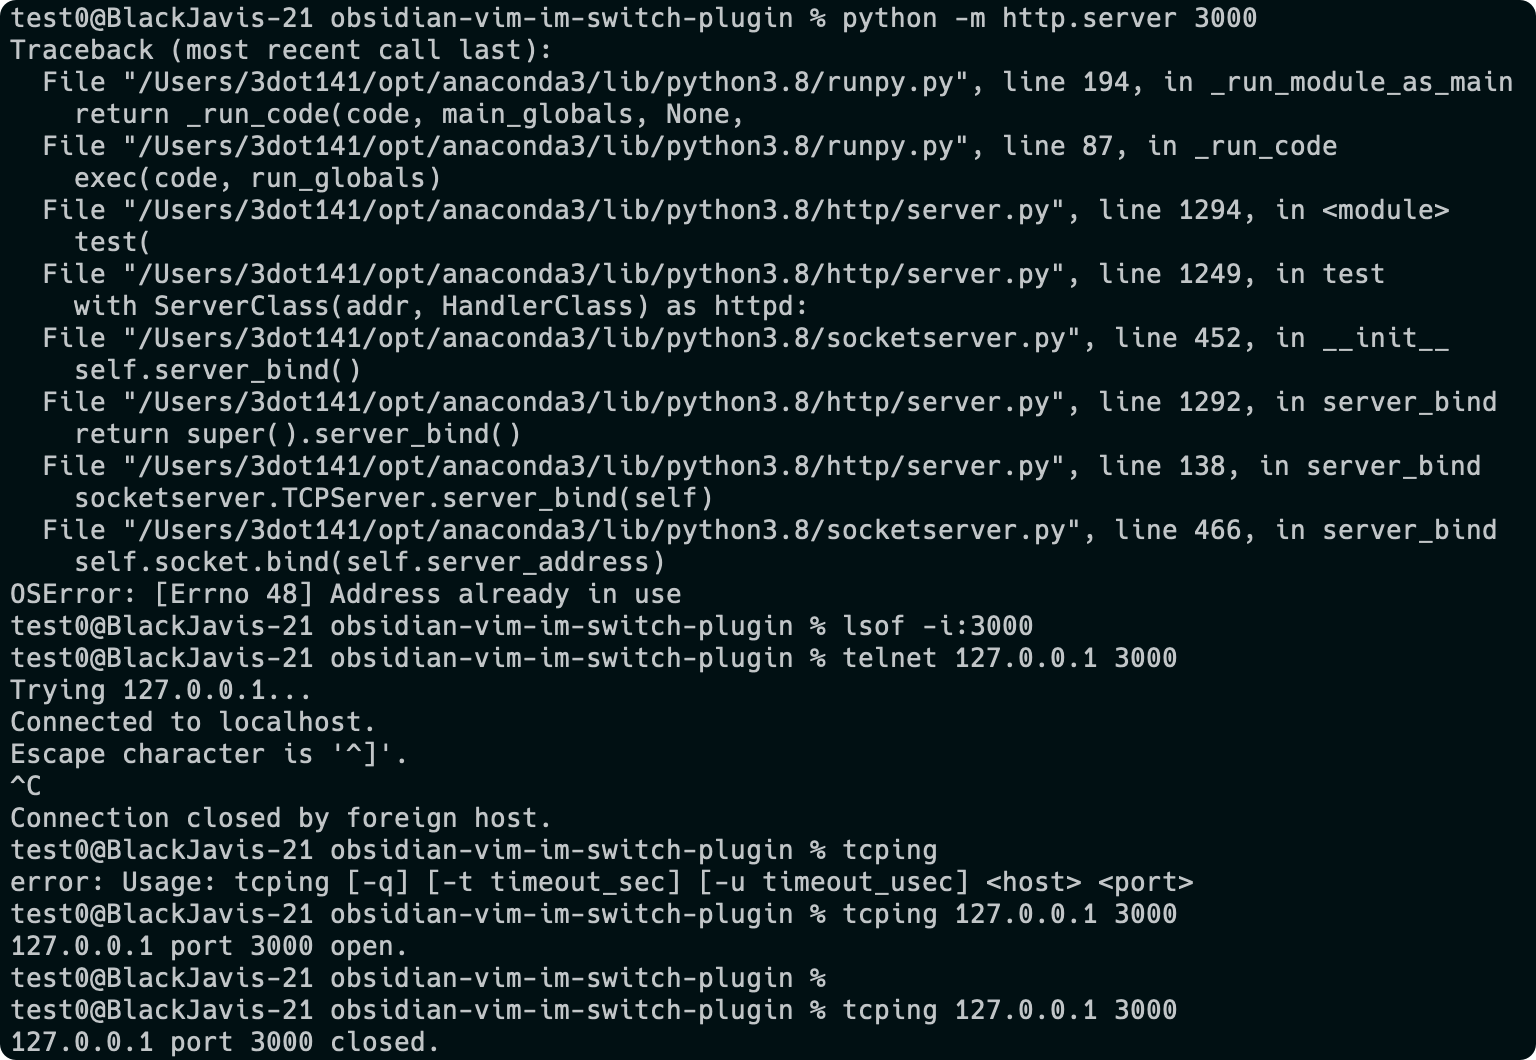 test0@BlackJavis-21 obsidian-vim-im-switch-plugin % python -m http.server 3000
Traceback (most recent call last):
  File "/Users/3dot141/opt/anaconda3/lib/python3.8/runpy.py", line 194, in _run_module_as_main
    return _run_code(code, main_globals, None,
  File "/Users/3dot141/opt/anaconda3/lib/python3.8/runpy.py", line 87, in _run_code
    exec(code, run_globals)
  File "/Users/3dot141/opt/anaconda3/lib/python3.8/http/server.py", line 1294, in <module>
    test(
  File "/Users/3dot141/opt/anaconda3/lib/python3.8/http/server.py", line 1249, in test
    with ServerClass(addr, HandlerClass) as httpd:
  File "/Users/3dot141/opt/anaconda3/lib/python3.8/socketserver.py", line 452, in __init__
    self.server_bind()
  File "/Users/3dot141/opt/anaconda3/lib/python3.8/http/server.py", line 1292, in server_bind
    return super().server_bind()
  File "/Users/3dot141/opt/anaconda3/lib/python3.8/http/server.py", line 138, in server_bind
    socketserver.TCPServer.server_bind(self)
  File "/Users/3dot141/opt/anaconda3/lib/python3.8/socketserver.py", line 466, in server_bind
    self.socket.bind(self.server_address)
OSError: [Errno 48] Address already in use
test0@BlackJavis-21 obsidian-vim-im-switch-plugin % lsof -i:3000
test0@BlackJavis-21 obsidian-vim-im-switch-plugin % telnet 127.0.0.1 3000
Trying 127.0.0.1...
Connected to localhost.
Escape character is '^]'.
^C
Connection closed by foreign host.
test0@BlackJavis-21 obsidian-vim-im-switch-plugin % tcping
error: Usage: tcping [-q] [-t timeout_sec] [-u timeout_usec] <host> <port>
test0@BlackJavis-21 obsidian-vim-im-switch-plugin % tcping 127.0.0.1 3000
127.0.0.1 port 3000 open.
test0@BlackJavis-21 obsidian-vim-im-switch-plugin %
test0@BlackJavis-21 obsidian-vim-im-switch-plugin % tcping 127.0.0.1 3000
127.0.0.1 port 3000 closed.